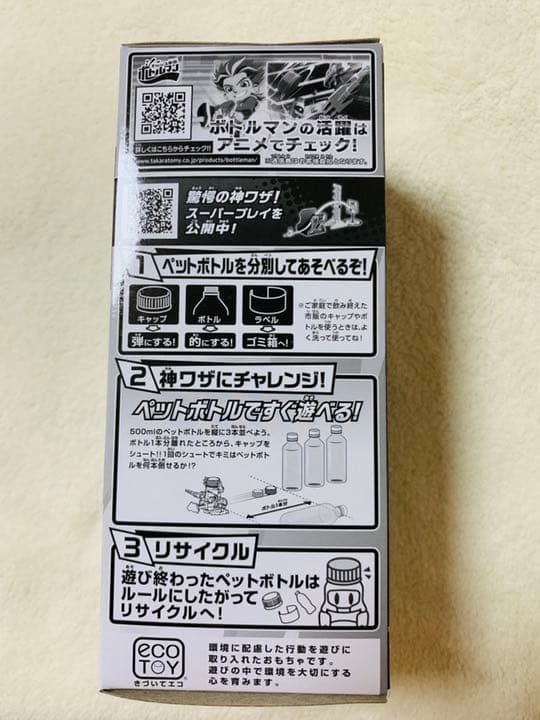 ボトルマン
ボトルマンの活躍は
アニメでチェック!
詳しくはこちらからチェック!!
www.takaratomy.co.jp/products/bottleman/
※通信費はお客様負担となります。
驚愕の神ワザ!
スーパープレイを
公開中!
1 ペットボトルを分別してあそべるぞ!
キャップ
弾にする!
ボトル
的にする!
ラベル
ゴミ箱へ!
※ご家庭で飲み終えた
市販のキャップやボ
トルを使うときは、よ
く洗って使ってね!
2 神ワザにチャレンジ!
ペットボトルですぐ遊べる!
500mlのペットボトルを縦に3本並べよう。
ボトル1本分離れたところから、キャップを
シュート!!1回のシュートでキミはペットボ
トルを何本倒せるか!?
ボトル1本分
3 リサイクル
遊び終わったペットボトルは
ルールにしたがって
リサイクルへ!
eco
TOY
きづいてエコ
環境に配慮した行動を遊びに
取り入れたおもちゃです。
遊びの中で環境を大切にする
心を育みます。